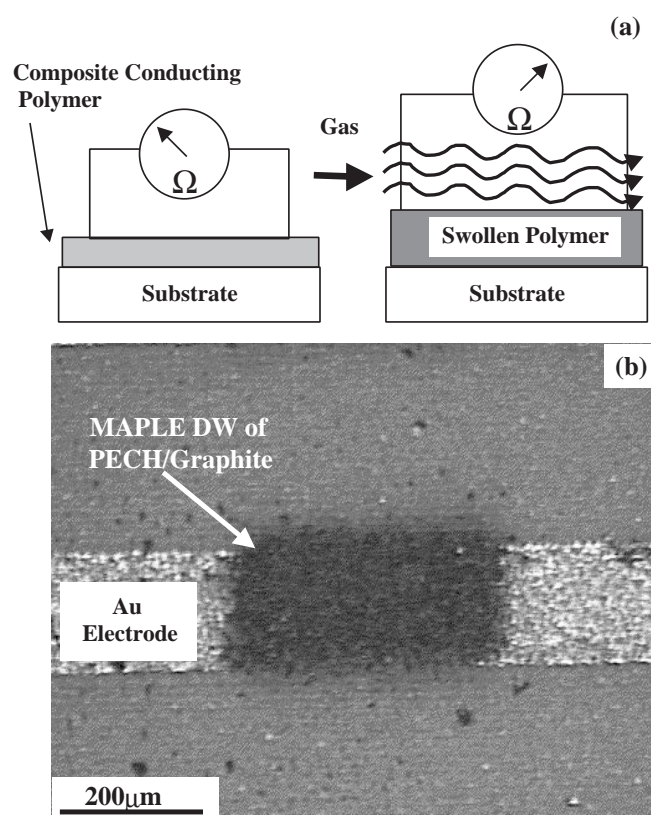 (a)
Composite Conducting
Polymer
Ω
Substrate
Gas
Ω
Swollen Polymer
Substrate
(b)
MAPLE DW of
PECH/Graphite
Au
Electrode
200μm